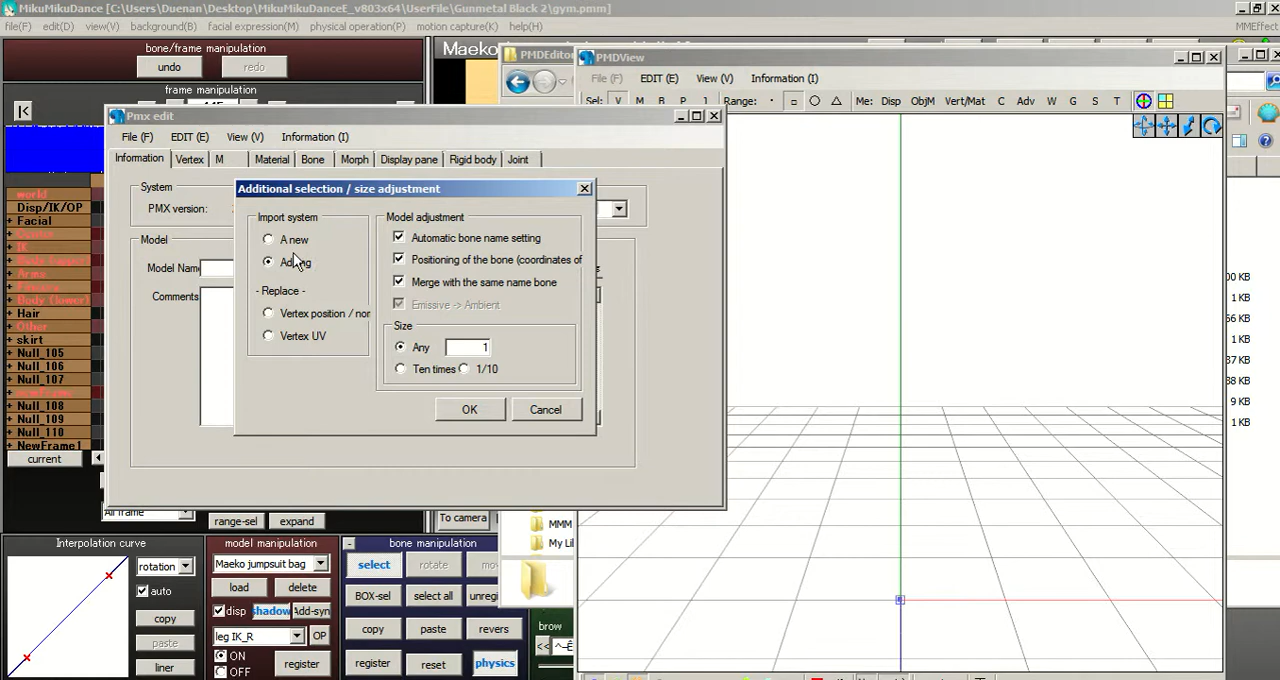 MikuMikuDance [C:\Users\Duenan\Desktop\MikuMikuDanceE_v803x64\UserFile\Gunmetal Black 2\gym.pmm]
file(F) edit(D) view(V) background(B) facial expression(M) physical operation(P) motion capture(K) help(H)
MMEffect
bone/frame manipulation
undo redo
frame manipulation
world
Disp/IK/OP
Facial
IK
Arms
Body (lower)
Hair
Other
skirt
Null_105
Null_106
Null_107
Null_108
Null_109
Null_110
NewFrame1
current
All frame
range-sel expand
To camera
PMDEditor
MMM
My Li
Pmx edit
File (F) EDIT (E) View (V) Information (I)
Information Vertex M Material Bone Morph Display pane Rigid body Joint
System
PMX version:
Model
Model Name
Comments
Additional selection / size adjustment
Import system
A new
- Replace -
Vertex position / nor
Vertex UV
Model adjustment
Automatic bone name setting
Positioning of the bone (coordinates of
Merge with the same name bone
Emissive -> Ambient
Size
Any 1
Ten times 1/10
OK Cancel
PMDView
File (F) EDIT (E) View (V) Information (I)
Sel: V M B P J Range: Me: Disp ObjM Vert/Mat C Adv W G S T
00 KB
1 KB
1 KB
1 KB
37 KB
9 KB
1 KB
Interpolation curve
rotation
auto
copy
paste
liner
model manipulation
Maeko jumpsuit bag
load delete
disp shadow Add-syn
leg IK_R OP
ON
OFF
register
bone manipulation
select rotate mo
BOX-sel select all unregi
copy paste revers
register reset physics
brow
<<